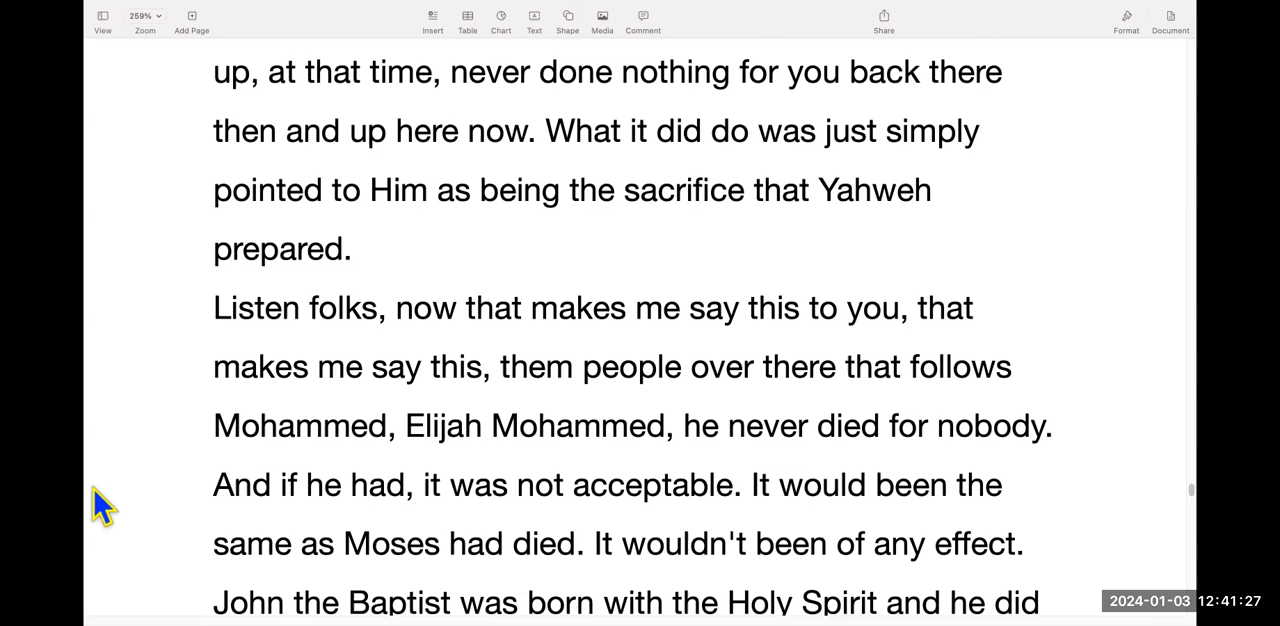 259%
View
Zoom
Add Page
Insert
Table
Chart
Text
Shape
Media
Comment
Share
Format
Document
up, at that time, never done nothing for you back there
then and up here now. What it did do was just simply
pointed to Him as being the sacrifice that Yahweh
prepared.
Listen folks, now that makes me say this to you, that
makes me say this, them people over there that follows
Mohammed, Elijah Mohammed, he never died for nobody.
And if he had, it was not acceptable. It would been the
same as Moses had died. It wouldn't been of any effect.
John the Baptist was born with the Holy Spirit and he did
2024-01-03 12:41:27